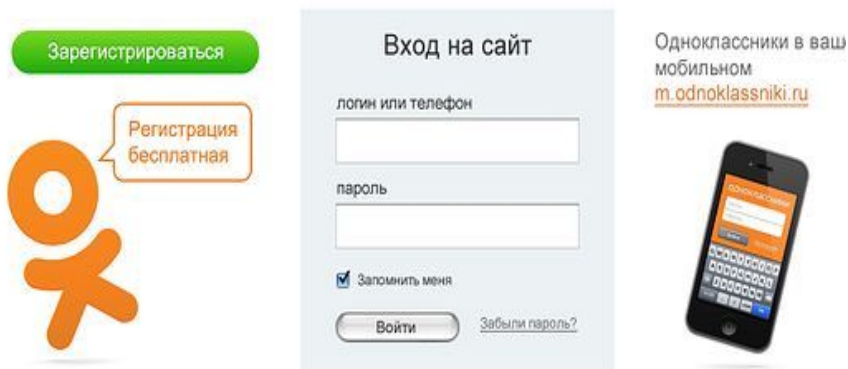 Зарегистрироваться
Регистрация
бесплатная
Вход на сайт
логин или телефон
пароль
Запомнить меня
Войти
Забыли пароль?
Одноклассники в
мобильном
m.odnoklassniki.ru
ОДНОКЛАССНИКИ